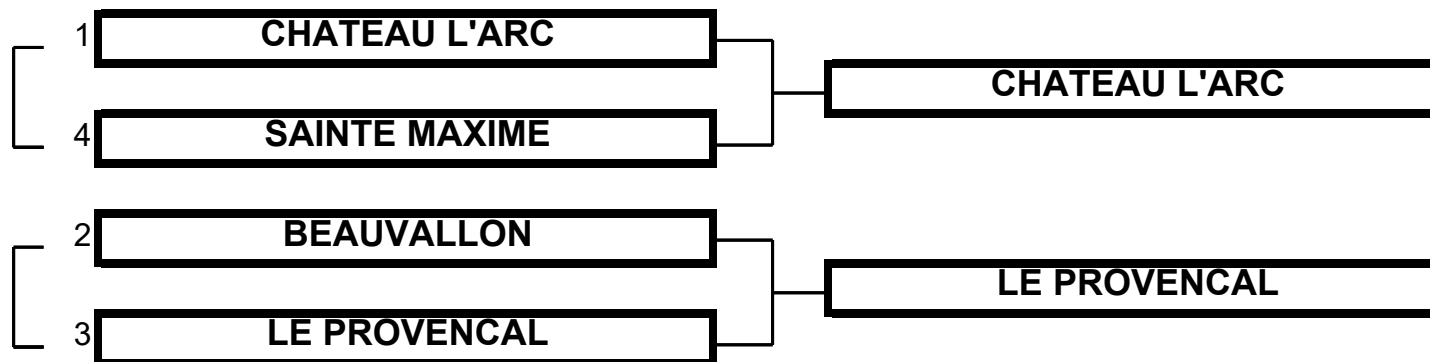 1 CHATEAU L'ARC
CHATEAU L'ARC
4 SAINTE MAXIME
2 BEAUVALLON
LE PROVENCAL
3 LE PROVENCAL